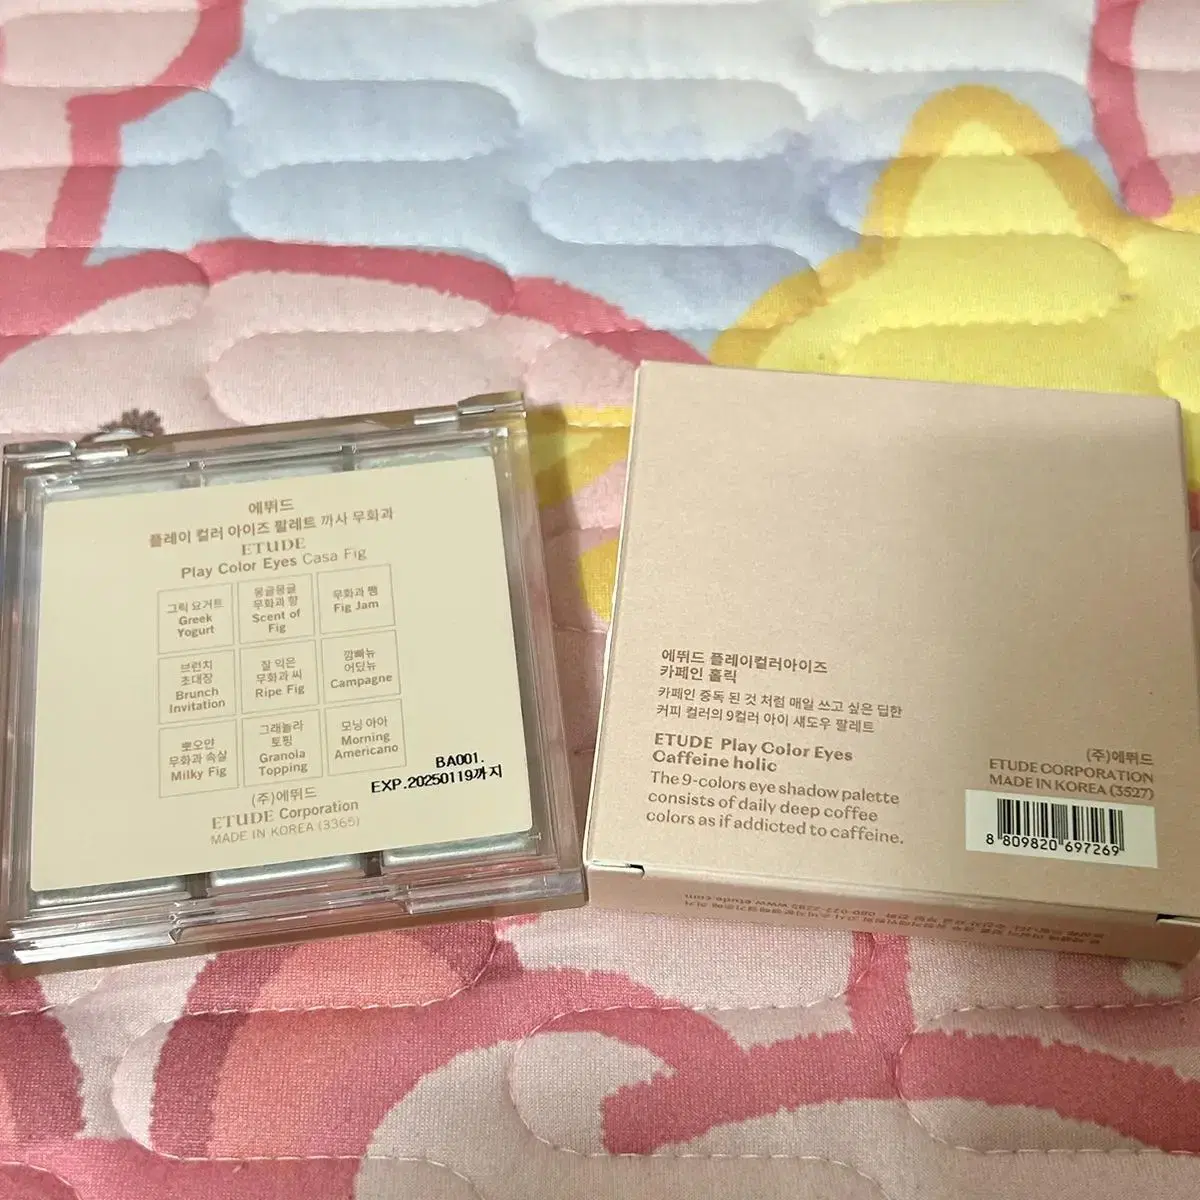 에뛰드
플레이 컬러 아이즈 팔레트 까사 무화과
ETUDE
Play Color Eyes Casa Fig
그릭 요거트
Greek
Yogurt
몽글몽글
무화과 향
Scent of
Fig
무화과 쨈
Fig Jam
브런치
초대장
Brunch
Invitation
잘 익은
무화과 씨
Ripe Fig
깜빠뉴
어딨뉴
Campagne
뽀오얀
무화과 속살
Milky Fig
그래놀라
토핑
Granola
Topping
모닝 아아
Morning
Americano
BA001.
EXP.20250119까지
(주)에뛰드
ETUDE Corporation
MADE IN KOREA (3365)
에뛰드 플레이컬러아이즈
카페인 홀릭
카페인 중독 된 것 처럼 매일 쓰고 싶은 딥한
커피 컬러의 9컬러 아이 섀도우 팔레트
ETUDE Play Color Eyes
Caffeine holic
The 9-colors eye shadow palette
consists of daily deep coffee
colors as if addicted to caffeine.
(주)에뛰드
ETUDE CORPORATION
MADE IN KOREA (3527)
8 809820 697269
080-022-2285 www.etude.com